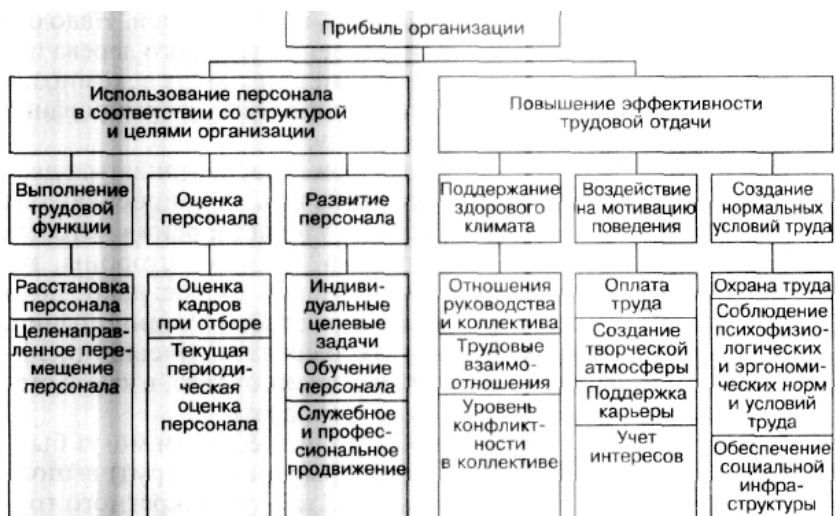 Прибыль организации
Использование персонала
в соответствии со структурой
и целями организации
Повышение эффективности
трудовой отдачи
Выполнение
трудовой
функции
Оценка
персонала
Развитие
персонала
Поддержание
здорового
климата
Воздействие
на мотивацию
поведения
Создание
нормальных
условий труда
Расстановка
персонала
Целенаправ-
ленное пере-
мещение
персонала
Оценка
кадров
при отборе
Текущая
периоди-
ческая
оценка
персонала
Индиви-
дуальные
целевые
задачи
Обучение
персонала
Служебное
и профес-
сиональное
продвижение
Отношения
руководства
и коллектива
Трудовые
взаимо-
отношения
Уровень
конфликт-
ности
в коллективе
Оплата
труда
Создание
творческой
атмосферы
Поддержка
карьеры
Учет
интересов
Охрана труда
Соблюдение
психофизио-
логических
и эргономи-
ческих норм
и условий
труда
Обеспечение
социальной
инфра-
структуры